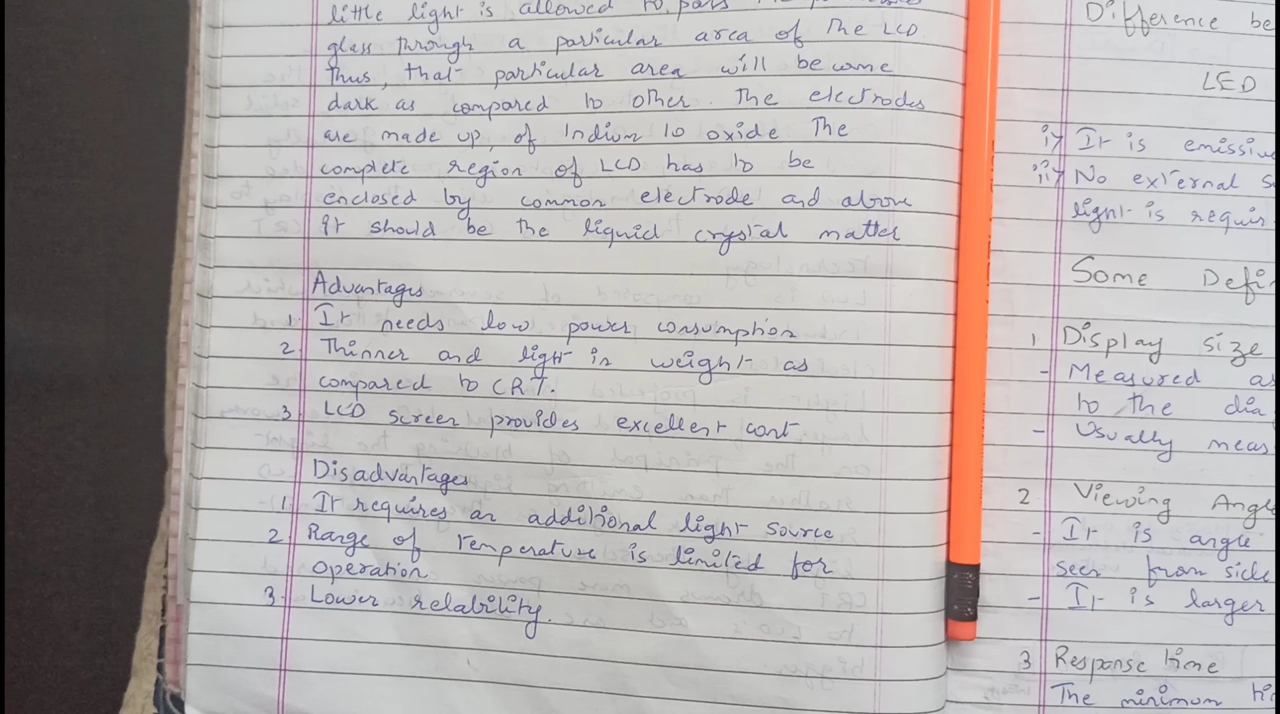 little light is allowed to pass
glass through a particular area of the LCD
Thus, that particular area will become
dark as compared to other. The electrodes
are made up, of Indium to oxide The
complete region of LCD has to be
enclosed by common electrode and above
it should be the liquid crystal matter
Advantages
1. It needs low power consumption
2. Thinner and light in weight as
compared to CRT.
3. LCD screen provides excellent cont
Disadvantages
1. It requires an additional light source
2 Range of temperature is limited for
operation
3. Lower relability.
Difference be
LED
i) It is emissive
ii) No external s
light is requir
Some Defi
1 Display size
- Measured as
to the dia
- Usually meas
2 Viewing Angle
- It is angle
seen from side
- It is larger
3 Response time
The minimum ti